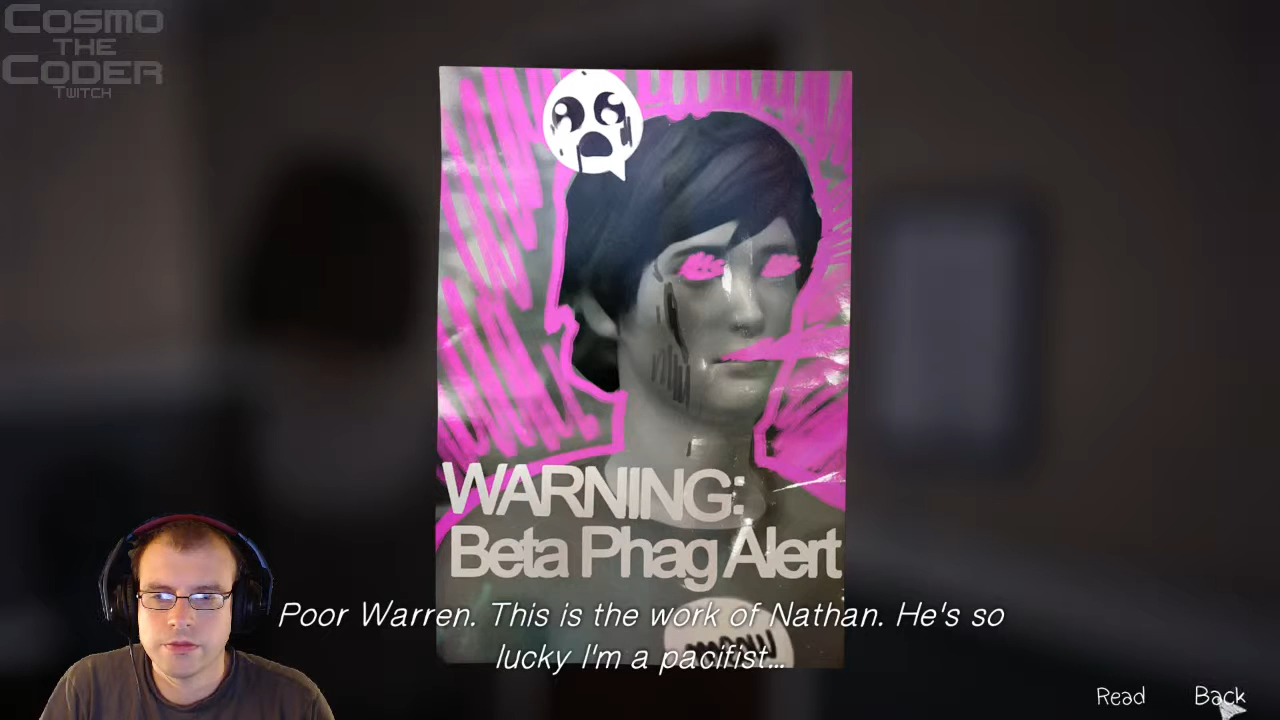 COSMO
THE
CODER
TWITCH
WARNING:
Beta Phag Alert
Poor Warren. This is the work of Nathan. He's so
lucky I'm a pacifist...
Read
Back